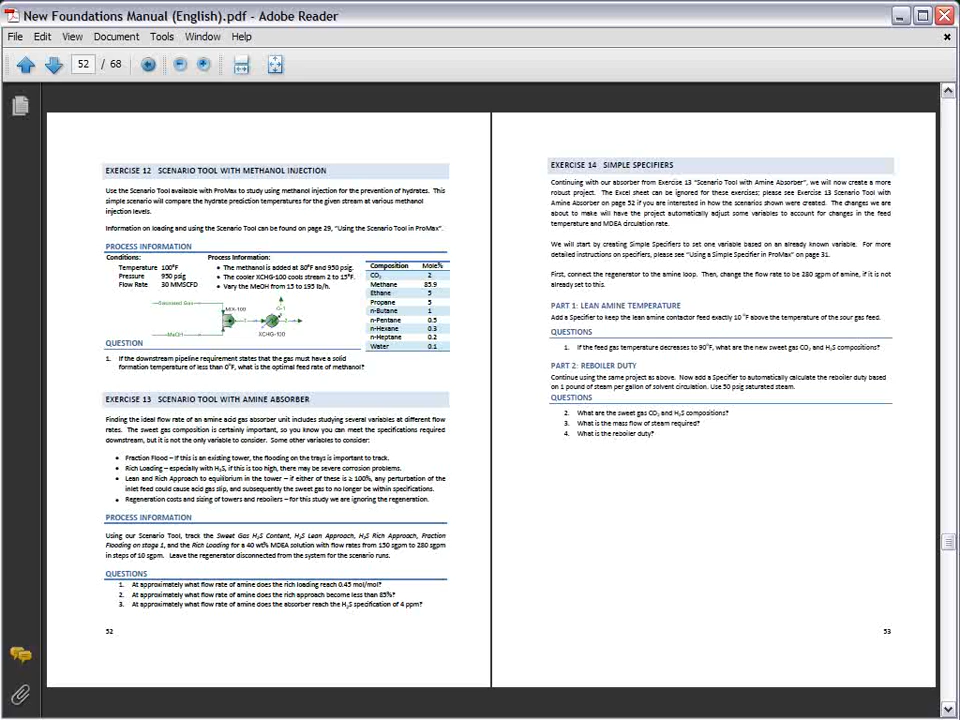 New Foundations Manual (English).pdf - Adobe Reader
File Edit View Document Tools Window Help
52 / 68
EXERCISE 12 SCENARIO TOOL WITH METHANOL INJECTION
Use the Scenario Tool available with ProMax to study using methanol injection for the prevention of hydrates. This
simple scenario will compare the hydrate prediction temperatures for the given stream at various methanol
injection levels.
Information on loading and using the Scenario Tool can be found on page 29, "Using the Scenario Tool in ProMax".
PROCESS INFORMATION
Conditions:
Temperature 100°F
Pressure 950 psig
Flow Rate 30 MMSCFD
Process Information:
• The methanol is added at 80°F and 950 psig.
• The cooler XCHG-100 cools stream 2 to 15°F.
• Vary the MeOH from 15 to 195 lb/h.
Composition Mole%
CO₂ 2
Methane 85.9
Ethane 5
Propane 5
n-Butane 1
n-Pentane 0.5
n-Hexane 0.3
n-Heptane 0.2
Water 0.1
Saturated Gas
MIX-100
MeOH
XCHG-100
Q-1
QUESTION
1. If the downstream pipeline requirement states that the gas must have a solid
formation temperature of less than 0°F, what is the optimal feed rate of methanol?
EXERCISE 13 SCENARIO TOOL WITH AMINE ABSORBER
Finding the ideal flow rate of an amine acid gas absorber unit includes studying several variables at different flow
rates. The sweet gas composition is certainly important, so you know you can meet the specifications required
downstream, but it is not the only variable to consider. Some other variables to consider:
• Fraction Flood – if this is an existing tower, the flooding on the trays is important to track.
• Rich Loading – especially with H₂S, if this is too high, there may be severe corrosion problems.
• Lean and Rich Approach to equilibrium in the tower – if either of these is ≥ 100%, any perturbation of the
inlet feed could cause acid gas slip, and subsequently the sweet gas to no longer be within specifications.
• Regeneration costs and sizing of towers and reboilers – for this study we are ignoring the regeneration.
PROCESS INFORMATION
Using our Scenario Tool, track the Sweet Gas H₂S Content, H₂S Lean Approach, H₂S Rich Approach, Fraction
Flooding on stage 1, and the Rich Loading for a 40 wt% MDEA solution with flow rates from 150 sgpm to 280 sgpm
in steps of 10 sgpm. Leave the regenerator disconnected from the system for the scenario runs.
QUESTIONS
1. At approximately what flow rate of amine does the rich loading reach 0.45 mol/mol?
2. At approximately what flow rate of amine does the rich approach become less than 85%?
3. At approximately what flow rate of amine does the absorber reach the H₂S specification of 4 ppm?
52
EXERCISE 14 SIMPLE SPECIFIERS
Continuing with our absorber from Exercise 13 "Scenario Tool with Amine Absorber", we will now create a more
robust project. The Excel sheet can be ignored for these exercises; please see Exercise 13 Scenario Tool with
Amine Absorber on page 52 if you are interested in how the scenarios shown were created. The changes we are
about to make will have the project automatically adjust some variables to account for changes in the feed
temperature and MDEA circulation rate.
We will start by creating Simple Specifiers to set one variable based on an already known variable. For more
detailed instructions on specifiers, please see "Using a Simple Specifier in ProMax" on page 31.
First, connect the regenerator to the amine loop. Then, change the flow rate to be 280 sgpm of amine, if it is not
already set to this.
PART 1: LEAN AMINE TEMPERATURE
Add a Specifier to keep the lean amine contactor feed exactly 10 °F above the temperature of the sour gas feed.
QUESTIONS
1. If the feed gas temperature decreases to 90°F, what are the new sweet gas CO₂ and H₂S compositions?
PART 2: REBOILER DUTY
Continue using the same project as above. Now add a Specifier to automatically calculate the reboiler duty based
on 1 pound of steam per gallon of solvent circulation. Use 50 psig saturated steam.
QUESTIONS
2. What are the sweet gas CO₂ and H₂S compositions?
3. What is the mass flow of steam required?
4. What is the reboiler duty?
53